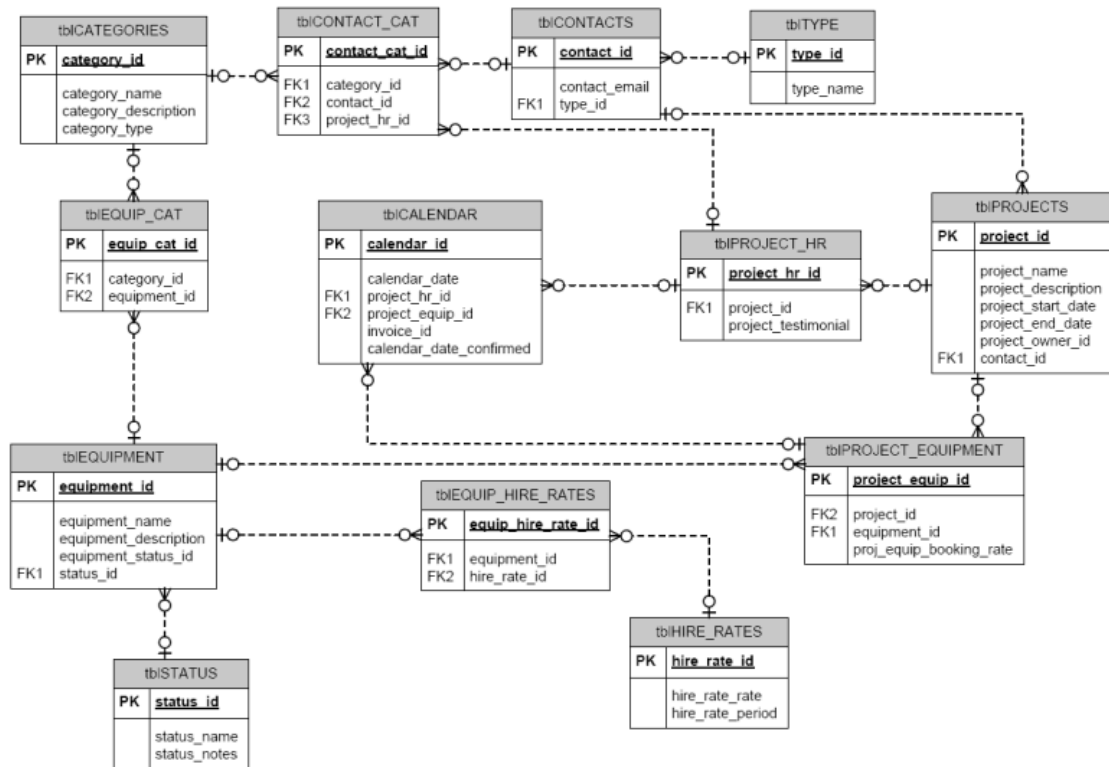 tblCATEGORIES
PK category_id
category_name
category_description
category_type
tblCONTACT_CAT
PK contact_cat_id
FK1 category_id
FK2 contact_id
FK3 project_hr_id
tblCONTACTS
PK contact_id
contact_email
FK1 type_id
tblTYPE
PK type_id
type_name
tblEQUIP_CAT
PK equip_cat_id
FK1 category_id
FK2 equipment_id
tblCALENDAR
PK calendar_id
calendar_date
FK1 project_hr_id
FK2 project_equip_id
invoice_id
calendar_date_confirmed
tblPROJECT_HR
PK project_hr_id
FK1 project_id
project_testimonial
tblPROJECTS
PK project_id
project_name
project_description
project_start_date
project_end_date
project_owner_id
FK1 contact_id
tblEQUIPMENT
PK equipment_id
equipment_name
equipment_description
equipment_status_id
FK1 status_id
tblEQUIP_HIRE_RATES
PK equip_hire_rate_id
FK1 equipment_id
FK2 hire_rate_id
tblPROJECT_EQUIPMENT
PK project_equip_id
FK2 project_id
FK1 equipment_id
proj_equip_booking_rate
tblSTATUS
PK status_id
status_name
status_notes
tblHIRE_RATES
PK hire_rate_id
hire_rate_rate
hire_rate_period